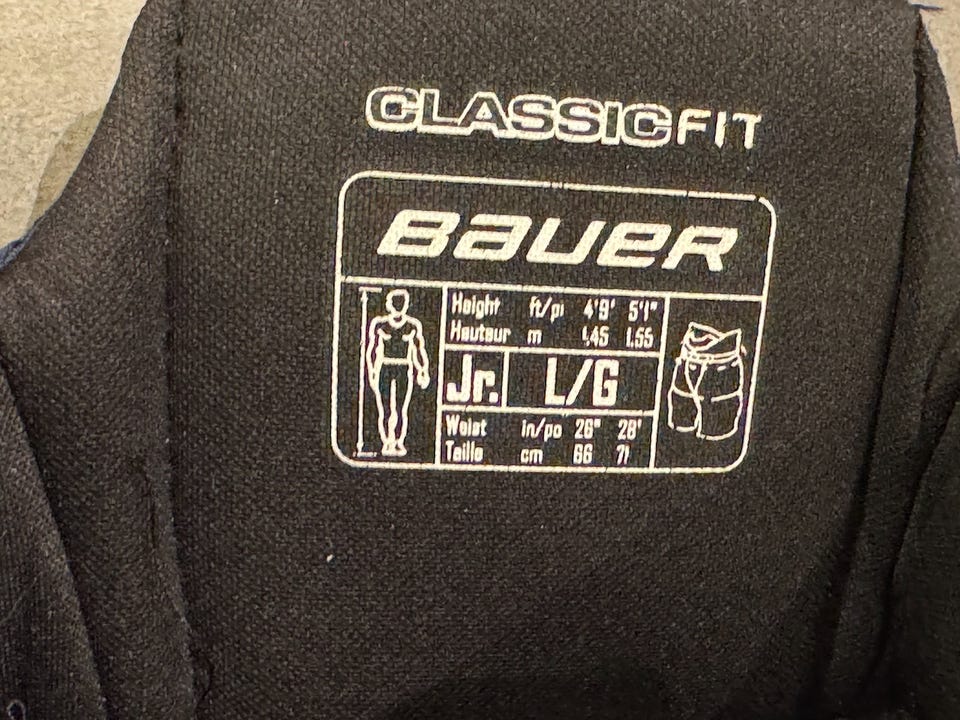 CLASSICFIT
BAUER
Height ft/pi 4'9' 5'1"
Hauteur m 1,45 1,55
Jr. L/G
Waist in/po 26" 28'
Taille cm 66 71